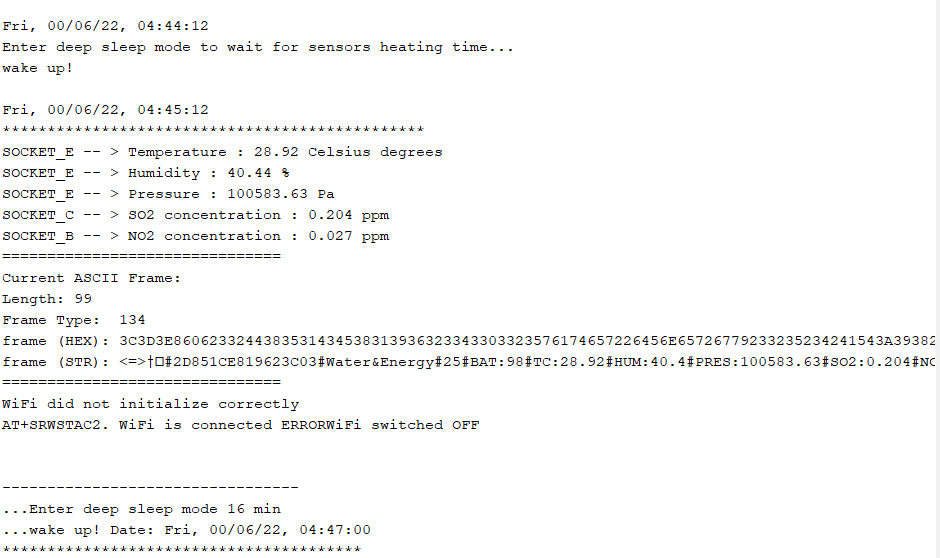 Fri, 00/06/22, 04:44:12
Enter deep sleep mode to wait for sensors heating time...
wake up!
Fri, 00/06/22, 04:45:12
***********************************************
SOCKET_E -- > Temperature : 28.92 Celsius degrees
SOCKET_E -- > Humidity : 40.44 %
SOCKET_E -- > Pressure : 100583.63 Pa
SOCKET_C -- > SO2 concentration : 0.204 ppm
SOCKET_B -- > NO2 concentration : 0.027 ppm
===============================
Current ASCII Frame:
Length: 99
Frame Type:  134
frame (HEX): 3C3D3E8606233244383531434538313936323343303323576174657226456E65726779233235234241543A39382
frame (STR): <=>†□#2D851CE819623C03#Water&Energy#25#BAT:98#TC:28.92#HUM:40.4#PRES:100583.63#SO2:0.204#NO
===============================
WiFi did not initialize correctly
AT+SRWSTAC2. WiFi is connected ERRORWiFi switched OFF
---------------------------------
...Enter deep sleep mode 16 min
...wake up! Date: Fri, 00/06/22, 04:47:00
****************************************